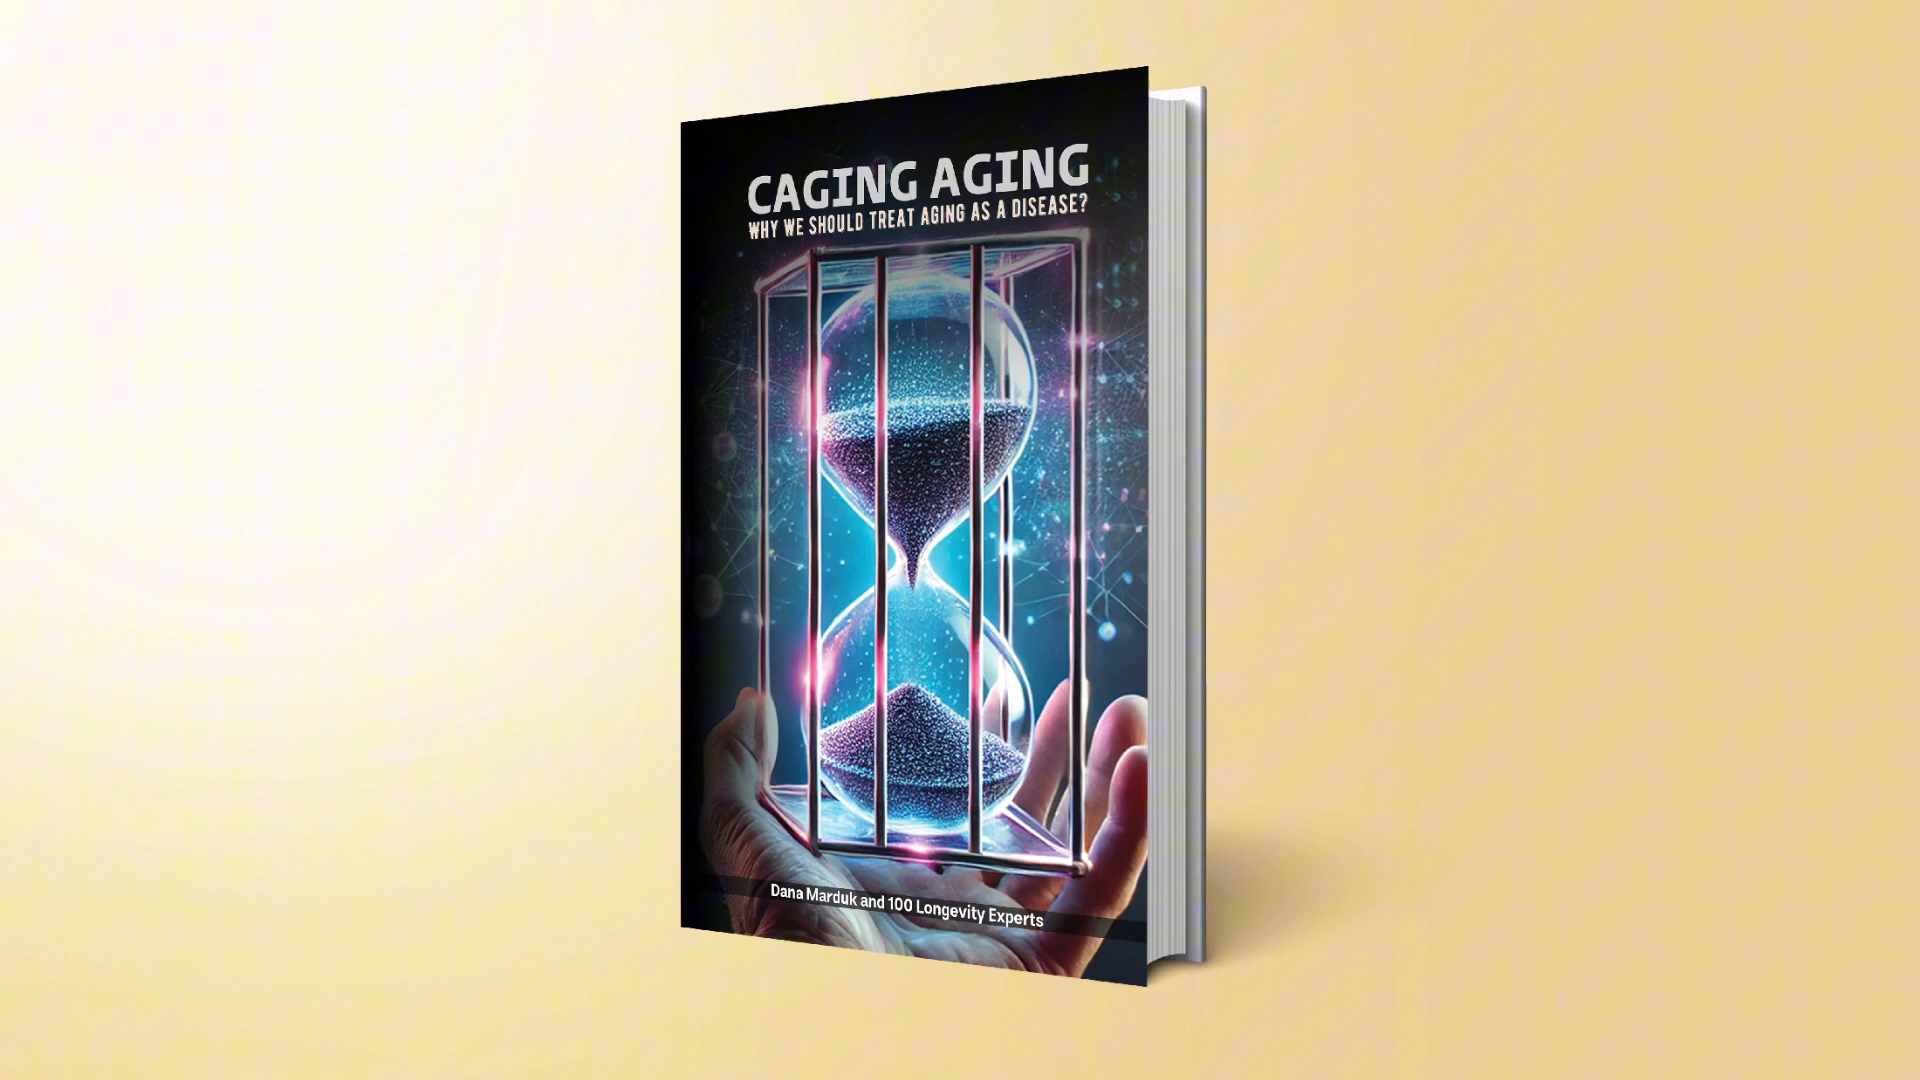 CAGING AGING
WHY WE SHOULD TREAT AGING AS A DISEASE?
Dana Marduk and 100 Longevity Experts